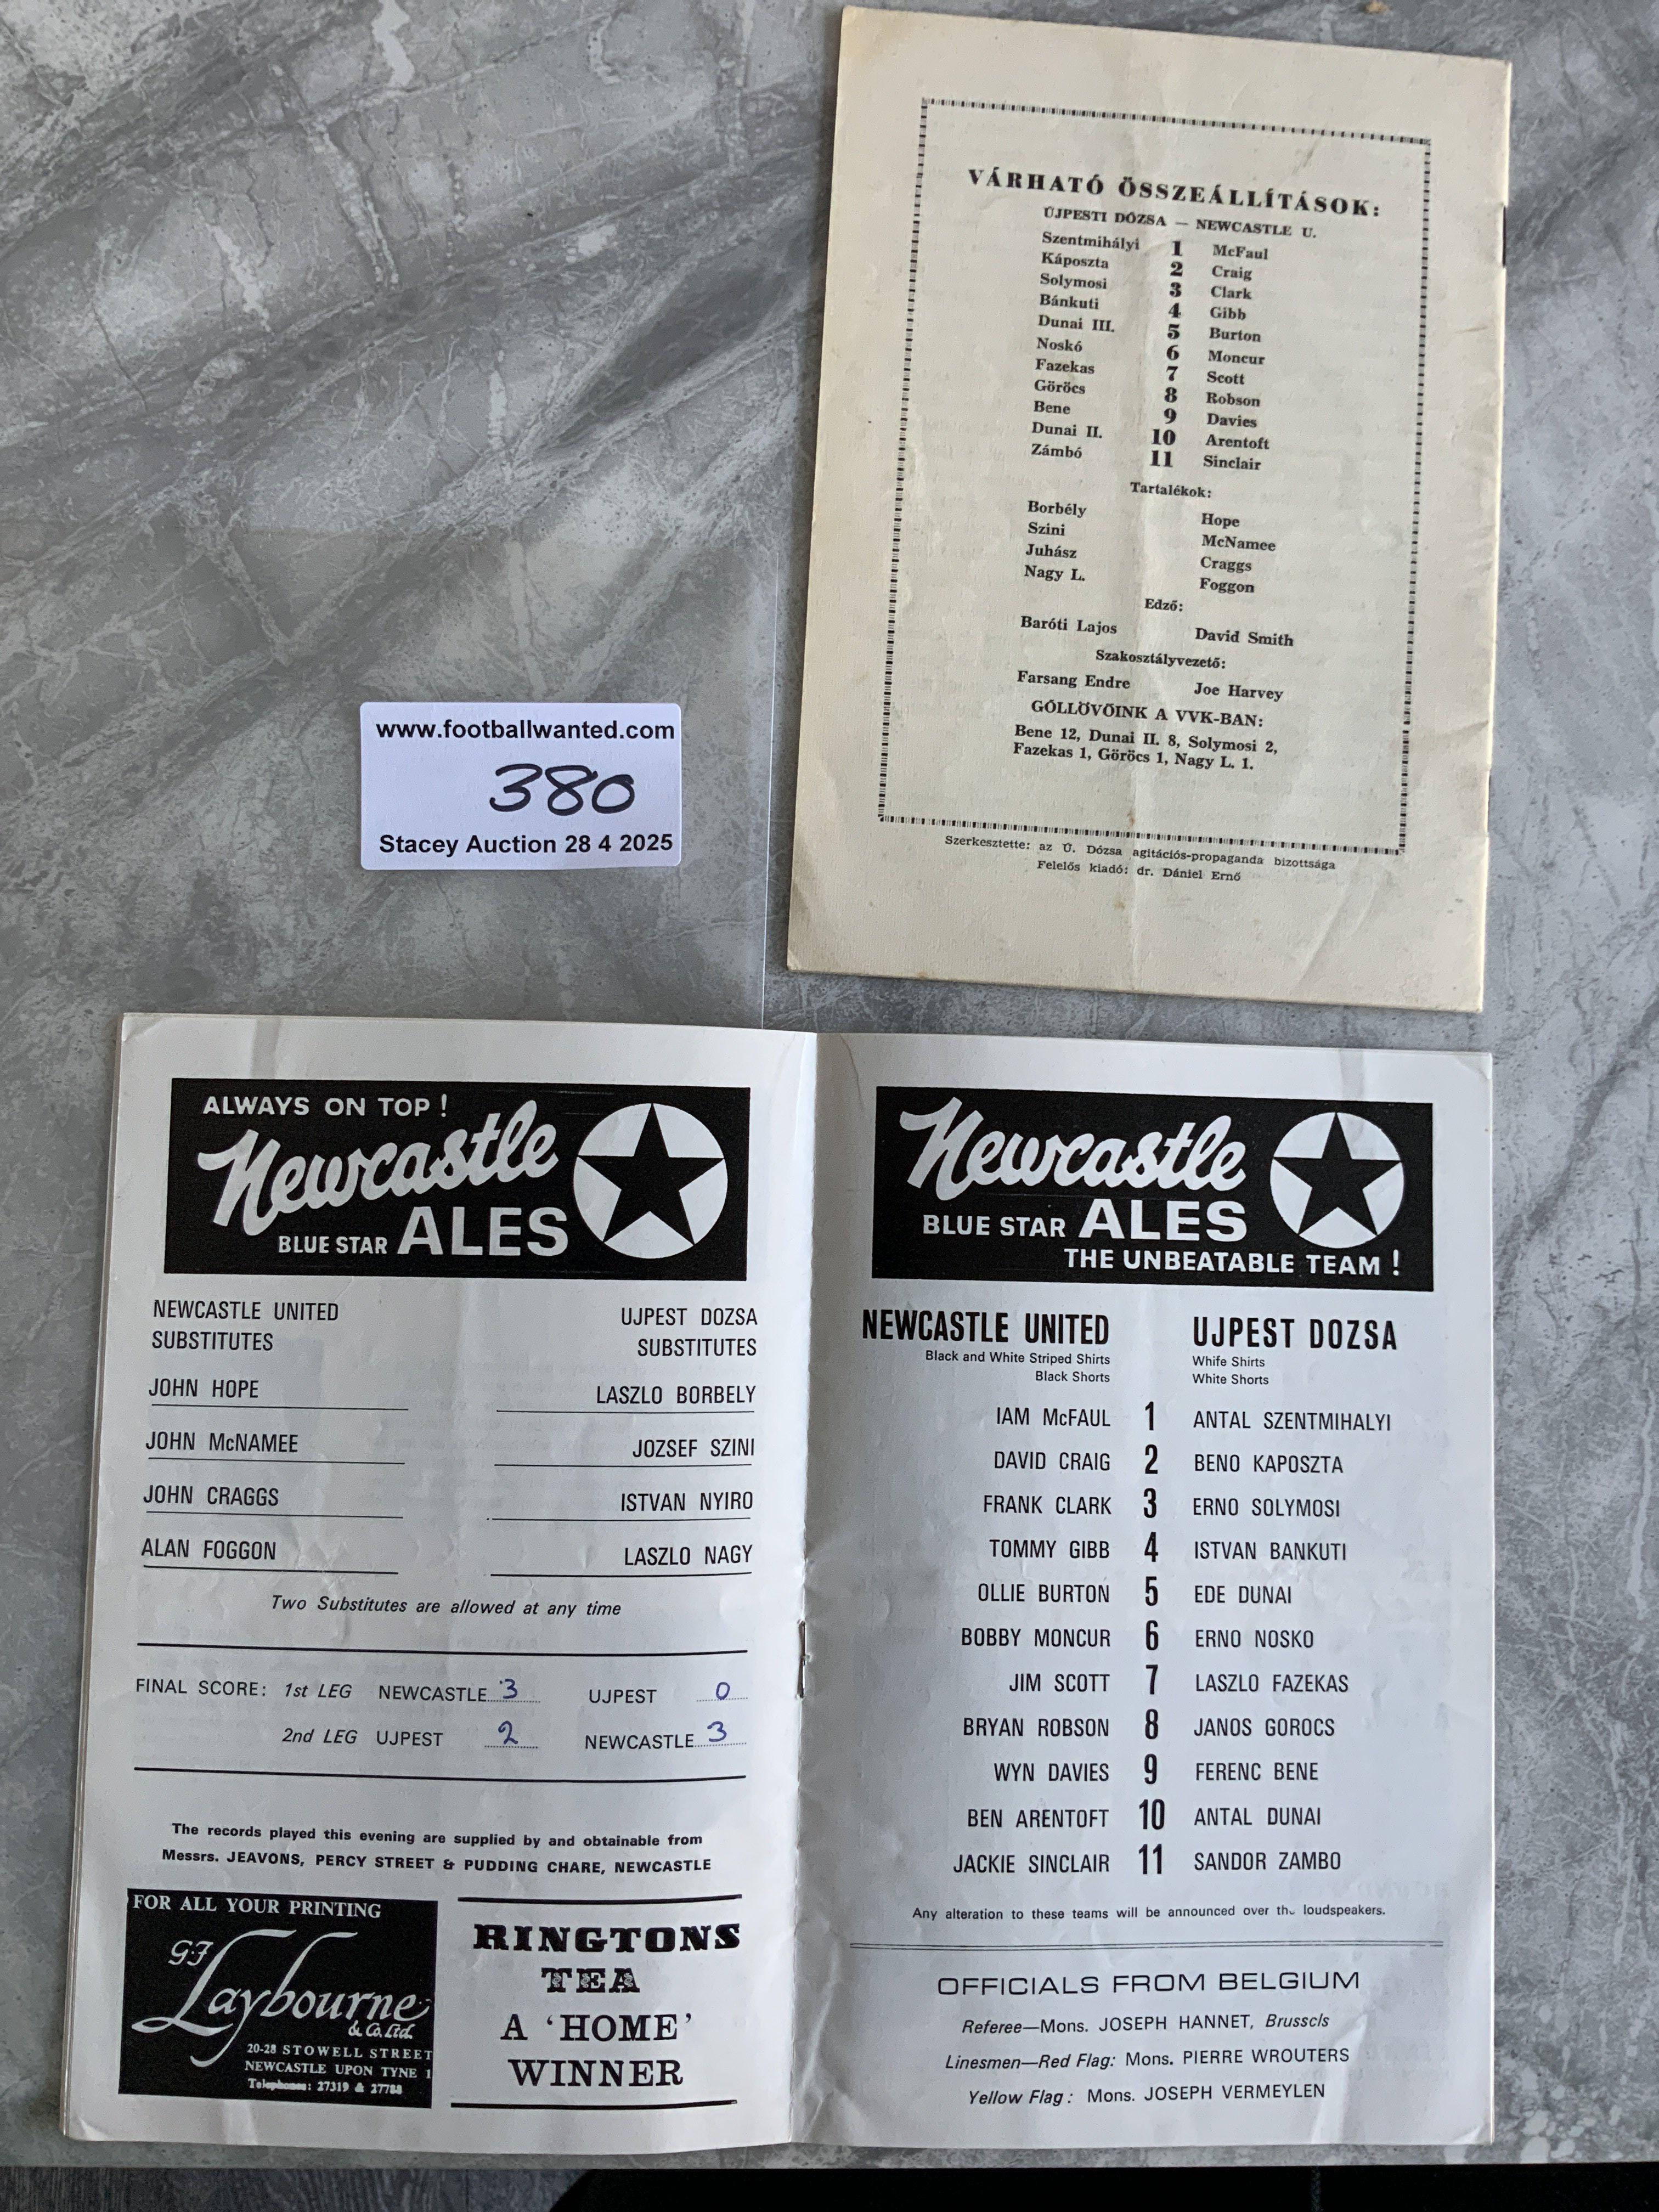 VÁRHATÓ ÖSSZEÁLLÍTÁSOK:
ÚJPESTI DÓZSA — NEWCASTLE U.
Szentmihályi 1 McFaul
Káposzta 2 Craig
Solymosi 3 Clark
Bánkuti 4 Gibb
Dunai III. 5 Burton
Noskó 6 Moncur
Fazekas 7 Scott
Göröcs 8 Robson
Bene 9 Davies
Dunai II. 10 Arentoft
Zámbó 11 Sinclair
Tartalékok:
Borbély Hope
Szini McNamee
Juhász Craggs
Nagy L. Foggon
Edző:
Baróti Lajos David Smith
Szakosztályvezető:
Farsang Endre Joe Harvey
GÓLLÖVŐINK A VVK-BAN:
Bene 12, Dunai II. 8, Solymosi 2,
Fazekas 1, Göröcs 1, Nagy L. 1.
Szerkesztette: az Ú. Dózsa agitációs-propaganda bizottsága
Felelős kiadó: dr. Dániel Ernő
www.footballwanted.com
380
Stacey Auction 28 4 2025
ALWAYS ON TOP !
Newcastle
BLUE STAR ALES
NEWCASTLE UNITED UJPEST DOZSA
SUBSTITUTES SUBSTITUTES
JOHN HOPE LASZLO BORBELY
JOHN McNAMEE JOZSEF SZINI
JOHN CRAGGS ISTVAN NYIRO
ALAN FOGGON LASZLO NAGY
Two Substitutes are allowed at any time
FINAL SCORE: 1st LEG NEWCASTLE 3 UJPEST 0
2nd LEG UJPEST 2 NEWCASTLE 3
The records played this evening are supplied by and obtainable from
Messrs. JEAVONS, PERCY STREET & PUDDING CHARE, NEWCASTLE
FOR ALL YOUR PRINTING
G.F. Laybourne
& Co. Ltd.
20-28 STOWELL STREET
NEWCASTLE UPON TYNE 1
Telephones: 27319 & 27788
RINGTONS
TEA
A 'HOME'
WINNER
Newcastle
BLUE STAR ALES
THE UNBEATABLE TEAM !
NEWCASTLE UNITED UJPEST DOZSA
Black and White Striped Shirts Whife Shirts
Black Shorts White Shorts
IAM McFAUL 1 ANTAL SZENTMIHALYI
DAVID CRAIG 2 BENO KAPOSZTA
FRANK CLARK 3 ERNO SOLYMOSI
TOMMY GIBB 4 ISTVAN BANKUTI
OLLIE BURTON 5 EDE DUNAI
BOBBY MONCUR 6 ERNO NOSKO
JIM SCOTT 7 LASZLO FAZEKAS
BRYAN ROBSON 8 JANOS GOROCS
WYN DAVIES 9 FERENC BENE
BEN ARENTOFT 10 ANTAL DUNAI
JACKIE SINCLAIR 11 SANDOR ZAMBO
Any alteration to these teams will be announced over the loudspeakers.
OFFICIALS FROM BELGIUM
Referee—Mons. JOSEPH HANNET, Brussels
Linesmen—Red Flag: Mons. PIERRE WROUTERS
Yellow Flag : Mons. JOSEPH VERMEYLEN